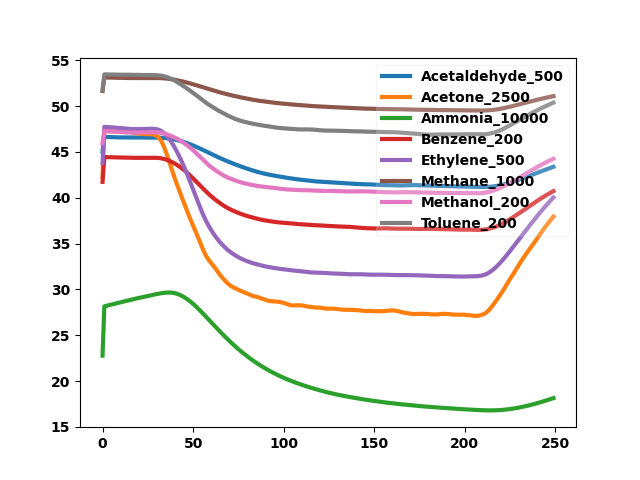 55
50
45
40
35
30
25
20
15
0
50
100
150
200
250
Acetaldehyde_500
Acetone_2500
Ammonia_10000
Benzene_200
Ethylene_500
Methane_1000
Methanol_200
Toluene_200